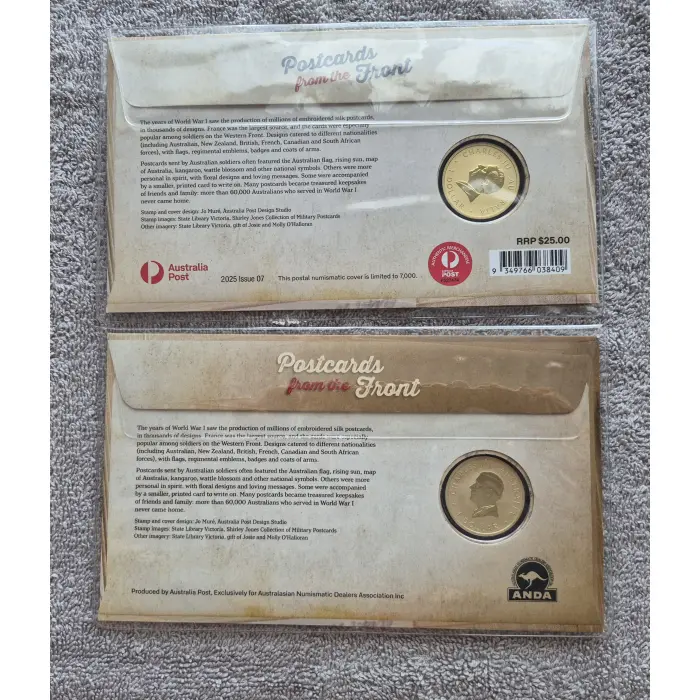 Postcards
from the Front
The years of World War I saw the production of millions of embroidered silk postcards,
in thousands of designs. France was the largest source, and the cards were especially
popular among soldiers on the Western Front. Designs catered to different nationalities
(including Australian, New Zealand, British, French, Canadian and South African
forces), with flags, regimental emblems, badges and coats of arms.
Postcards sent by Australian soldiers often featured the Australian flag, rising sun, map
of Australia, kangaroo, wattle blossom and other national symbols. Others were more
personal in spirit, with floral designs and loving messages. Some were accompanied
by a smaller, printed card to write on. Many postcards became treasured keepsakes
of friends and family: more than 60,000 Australians who served in World War I
never came home.
Stamp and cover design: Jo Muré, Australia Post Design Studio
Stamp images: State Library Victoria, Shirley Jones Collection of Military Postcards
Other imagery: State Library Victoria, gift of Josie and Molly O'Halloran
CHARLES III
Australia
Post
2025 Issue 07
This postal numismatic cover is limited to 7,000.
POST
RRP $25.00
9 349766 038409
Postcards
from the Front
The years of World War I saw the production of millions of embroidered silk postcards,
in thousands of designs. France was the largest source, and the cards were especially
popular among soldiers on the Western Front. Designs catered to different nationalities
(including Australian, New Zealand, British, French, Canadian and South African
forces), with flags, regimental emblems, badges and coats of arms.
Postcards sent by Australian soldiers often featured the Australian flag, rising sun, map
of Australia, kangaroo, wattle blossom and other national symbols. Others were more
personal in spirit, with floral designs and loving messages. Some were accompanied
by a smaller, printed card to write on. Many postcards became treasured keepsakes
of friends and family: more than 60,000 Australians who served in World War I
never came home.
Stamp and cover design: Jo Muré, Australia Post Design Studio
Stamp images: State Library Victoria, Shirley Jones Collection of Military Postcards
Other imagery: State Library Victoria, gift of Josie and Molly O'Halloran
Produced by Australia Post, Exclusively for Australasian Numismatic Dealers Association Inc
ANDA